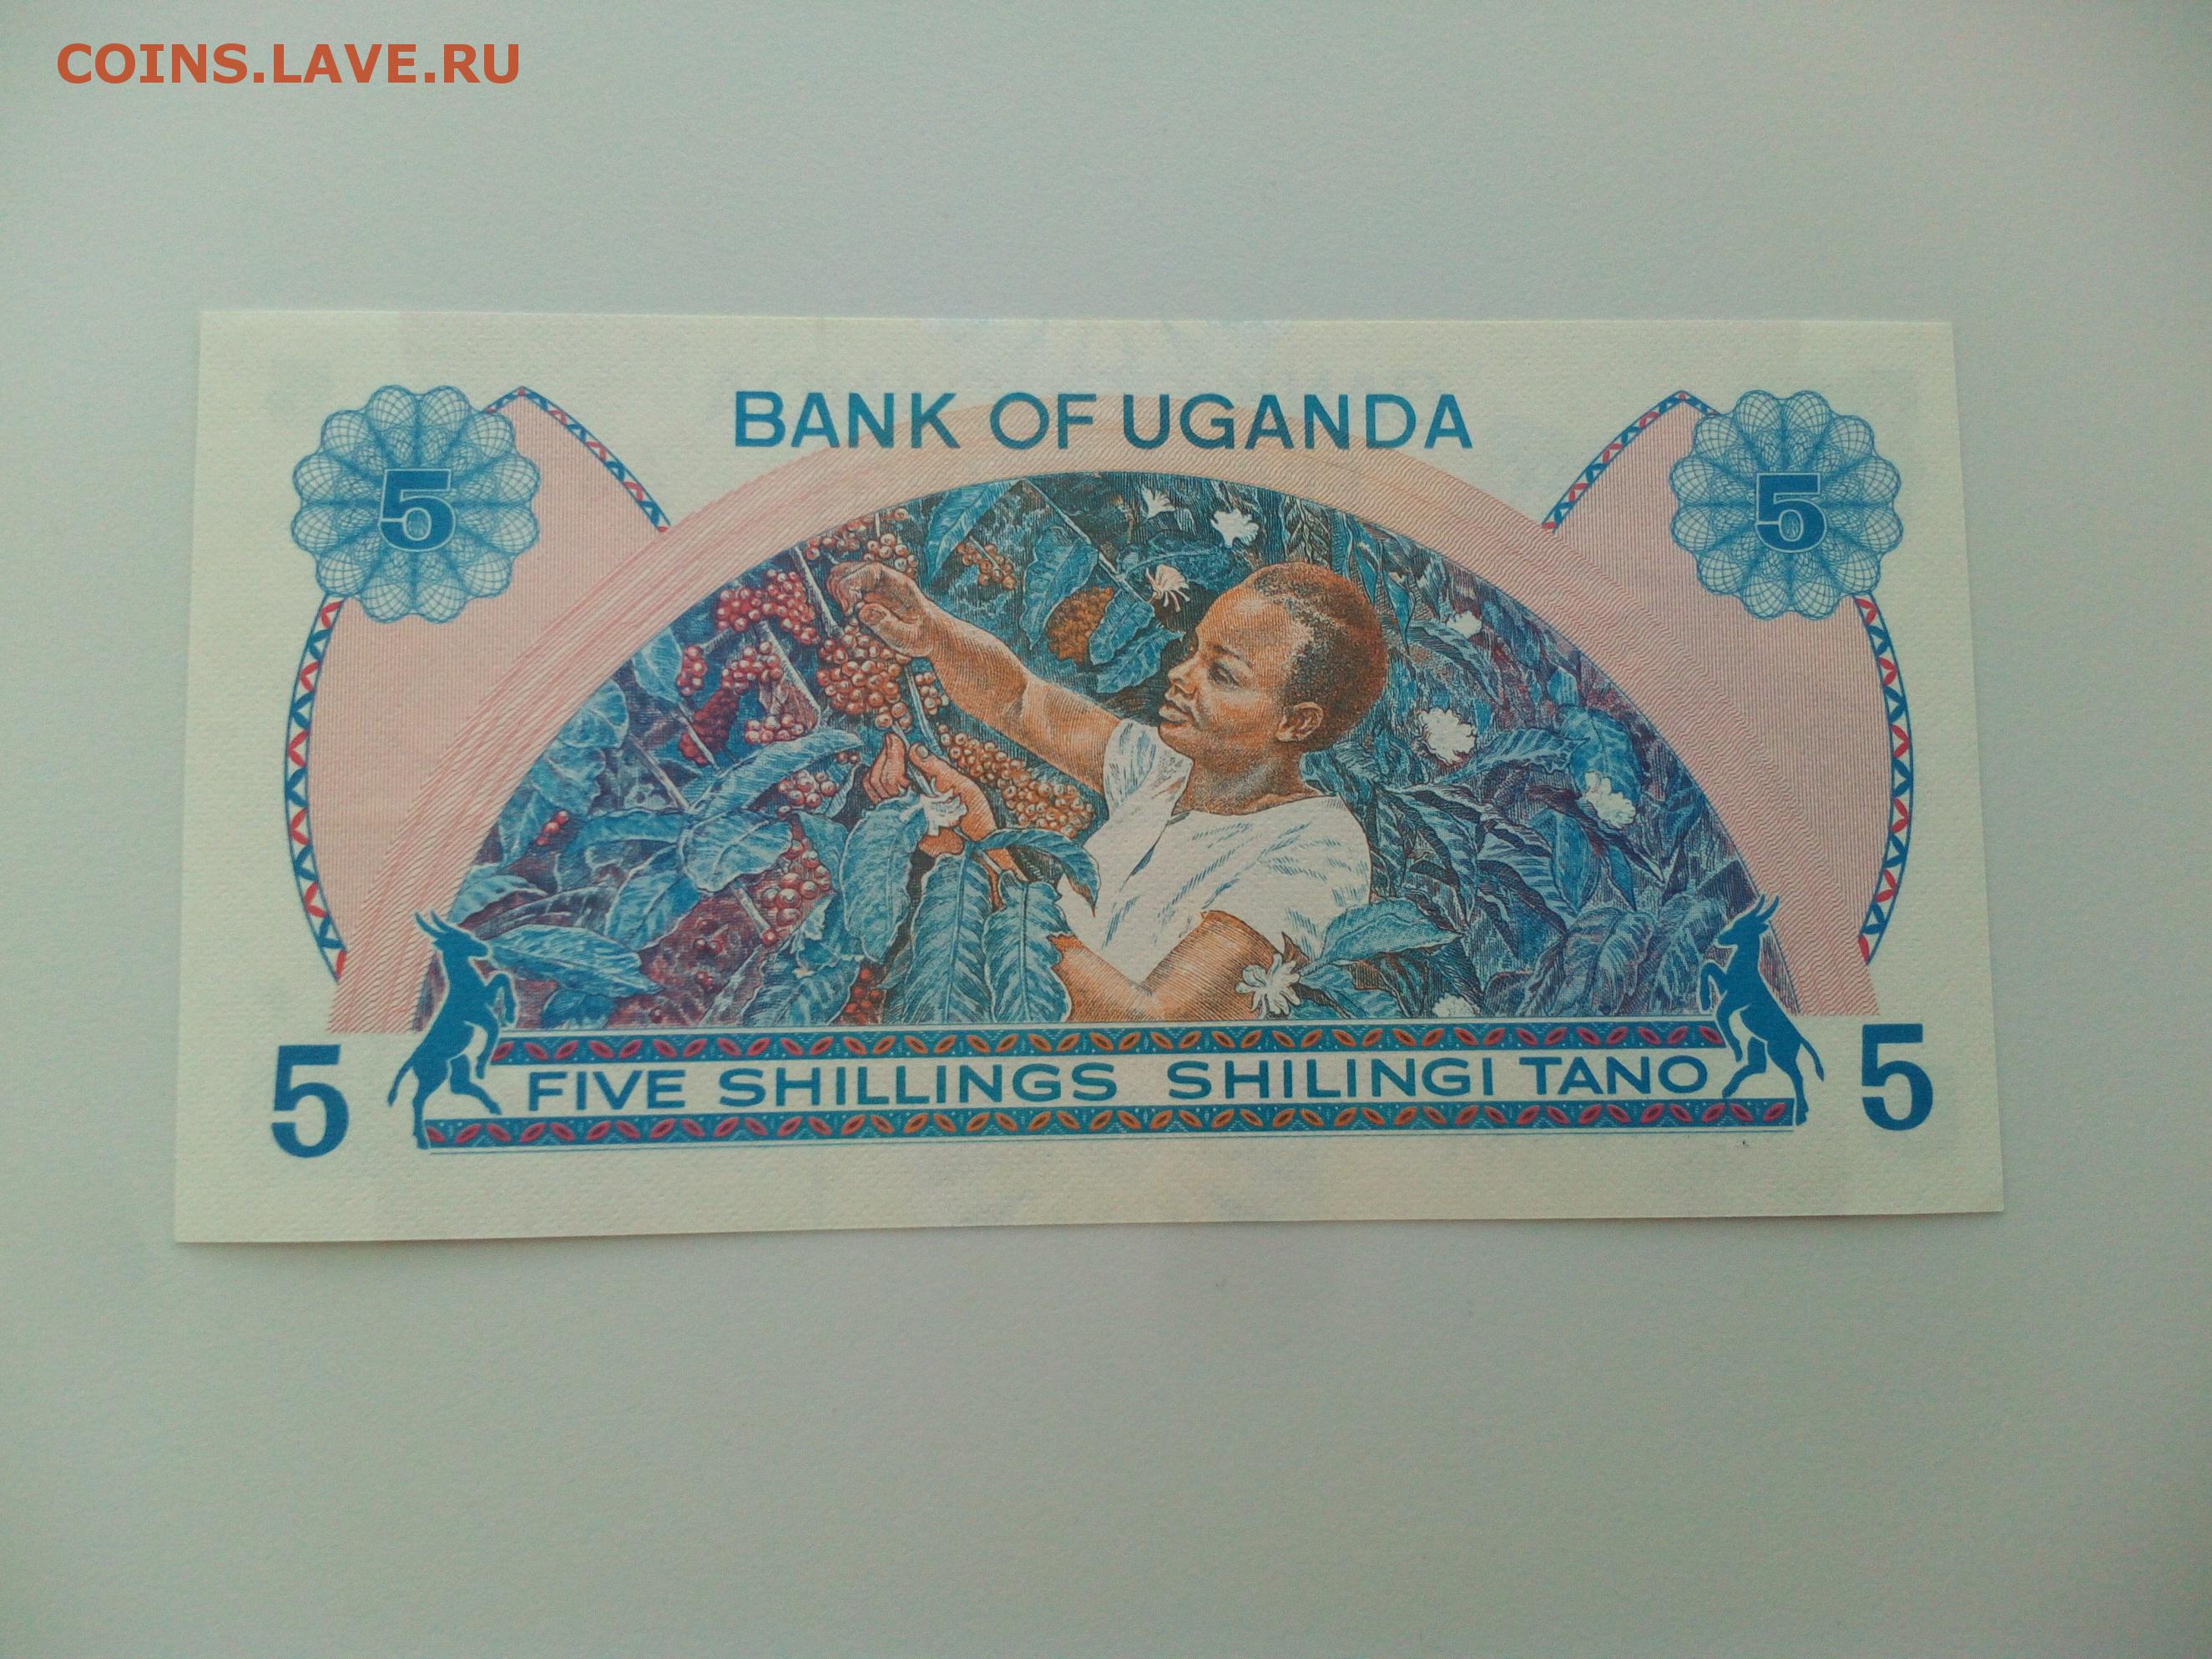 COINS.LAVE.RU
BANK OF UGANDA
5 5
FIVE SHILLINGS SHILINGI TANO
5 5